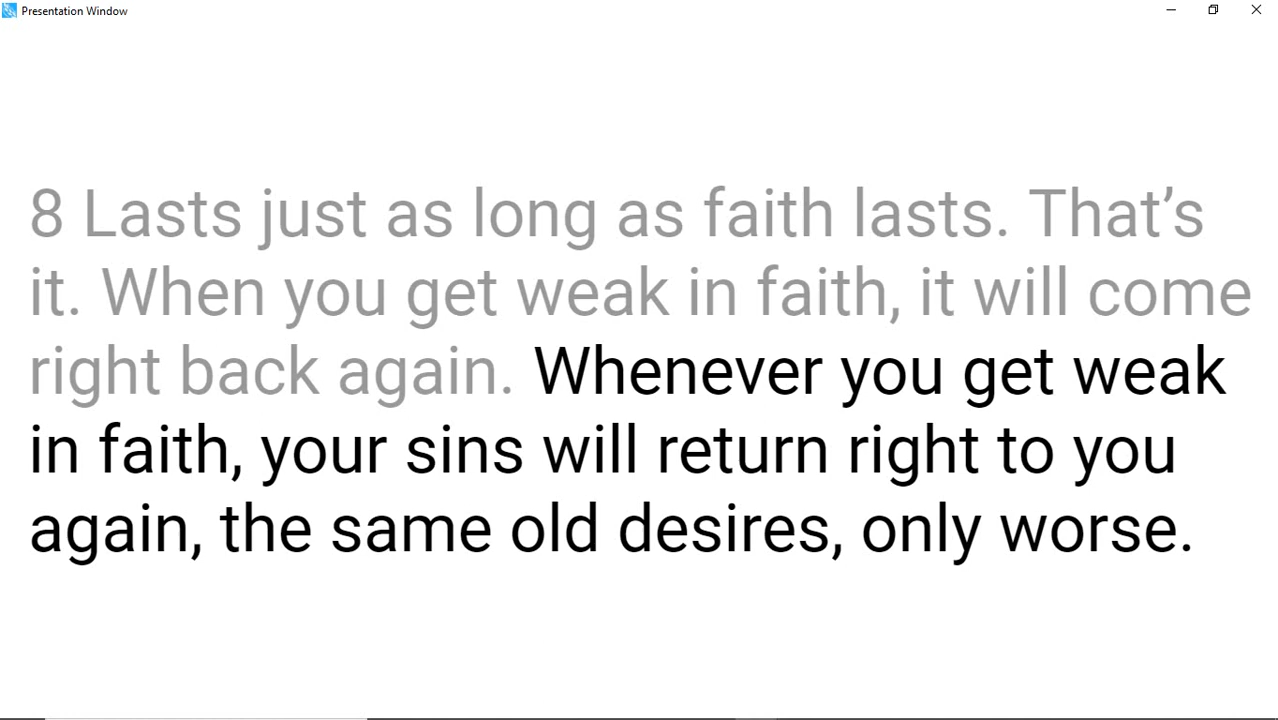 Presentation Window
8 Lasts just as long as faith lasts. That’s
it. When you get weak in faith, it will come
right back again. Whenever you get weak
in faith, your sins will return right to you
again, the same old desires, only worse.